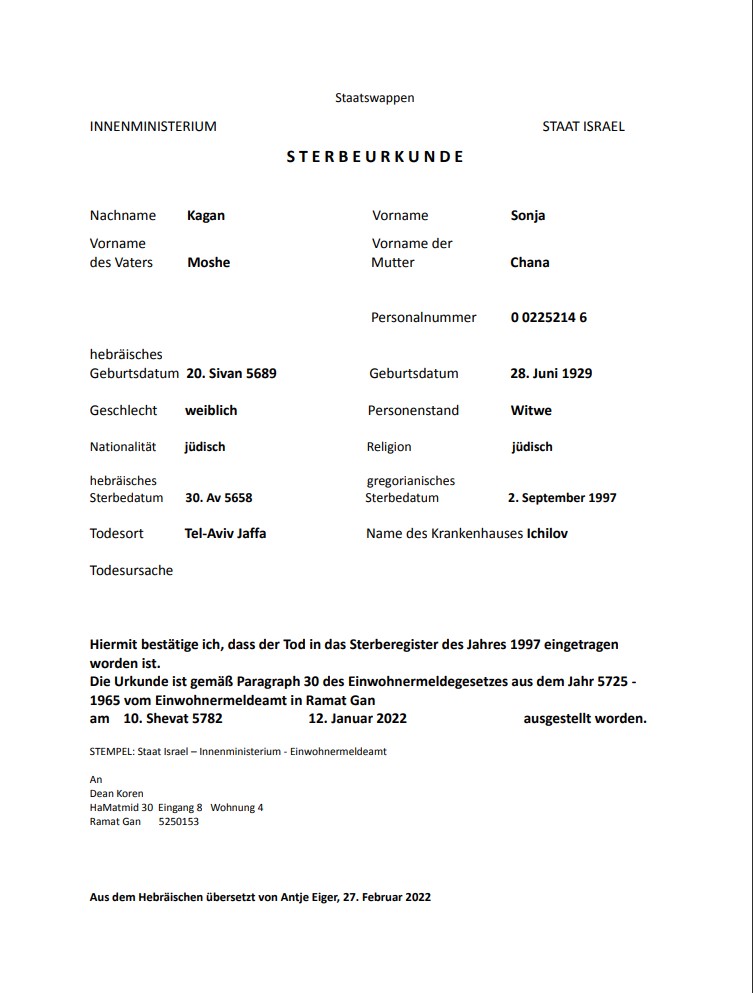 Staatswappen
INNENMINISTERIUM STAAT ISRAEL
STERBEURKUNDE
Nachname Kagan Vorname Sonja
Vorname Vorname der
des Vaters Moshe Mutter Chana
Personalnummer 0 0225214 6
hebräisches
Geburtsdatum 20. Sivan 5689 Geburtsdatum 28. Juni 1929
Geschlecht weiblich Personenstand Witwe
Nationalität jüdisch Religion jüdisch
hebräisches gregorianisches
Sterbedatum 30. Av 5658 Sterbedatum 2. September 1997
Todesort Tel-Aviv Jaffa Name des Krankenhauses Ichilov
Todesursache
Hiermit bestätige ich, dass der Tod in das Sterberegister des Jahres 1997 eingetragen
worden ist.
Die Urkunde ist gemäß Paragraph 30 des Einwohnermeldegesetzes aus dem Jahr 5725 -
1965 vom Einwohnermeldeamt in Ramat Gan
am 10. Shevat 5782 12. Januar 2022 ausgestellt worden.
STEMPEL: Staat Israel – Innenministerium - Einwohnermeldeamt
An
Dean Koren
HaMatmid 30 Eingang 8 Wohnung 4
Ramat Gan 5250153
Aus dem Hebräischen übersetzt von Antje Eiger, 27. Februar 2022